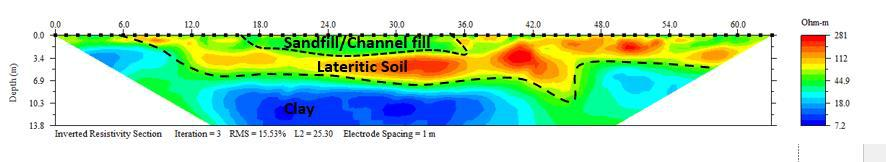 0.0 6.0 12.0 18.0 24.0 30.0 36.0 42.0 48.0 54.0 60.0 Ohm-m
0.0 Sandfill/Channel fill 281
3.4 Lateritic Soil 112
Depth (m) 6.9 44.9
10.3 Clay 18.0
13.8 7.2
Inverted Resistivity Section Iteration = 3 RMS = 15.53% L2 = 25.30 Electrode Spacing = 1 m